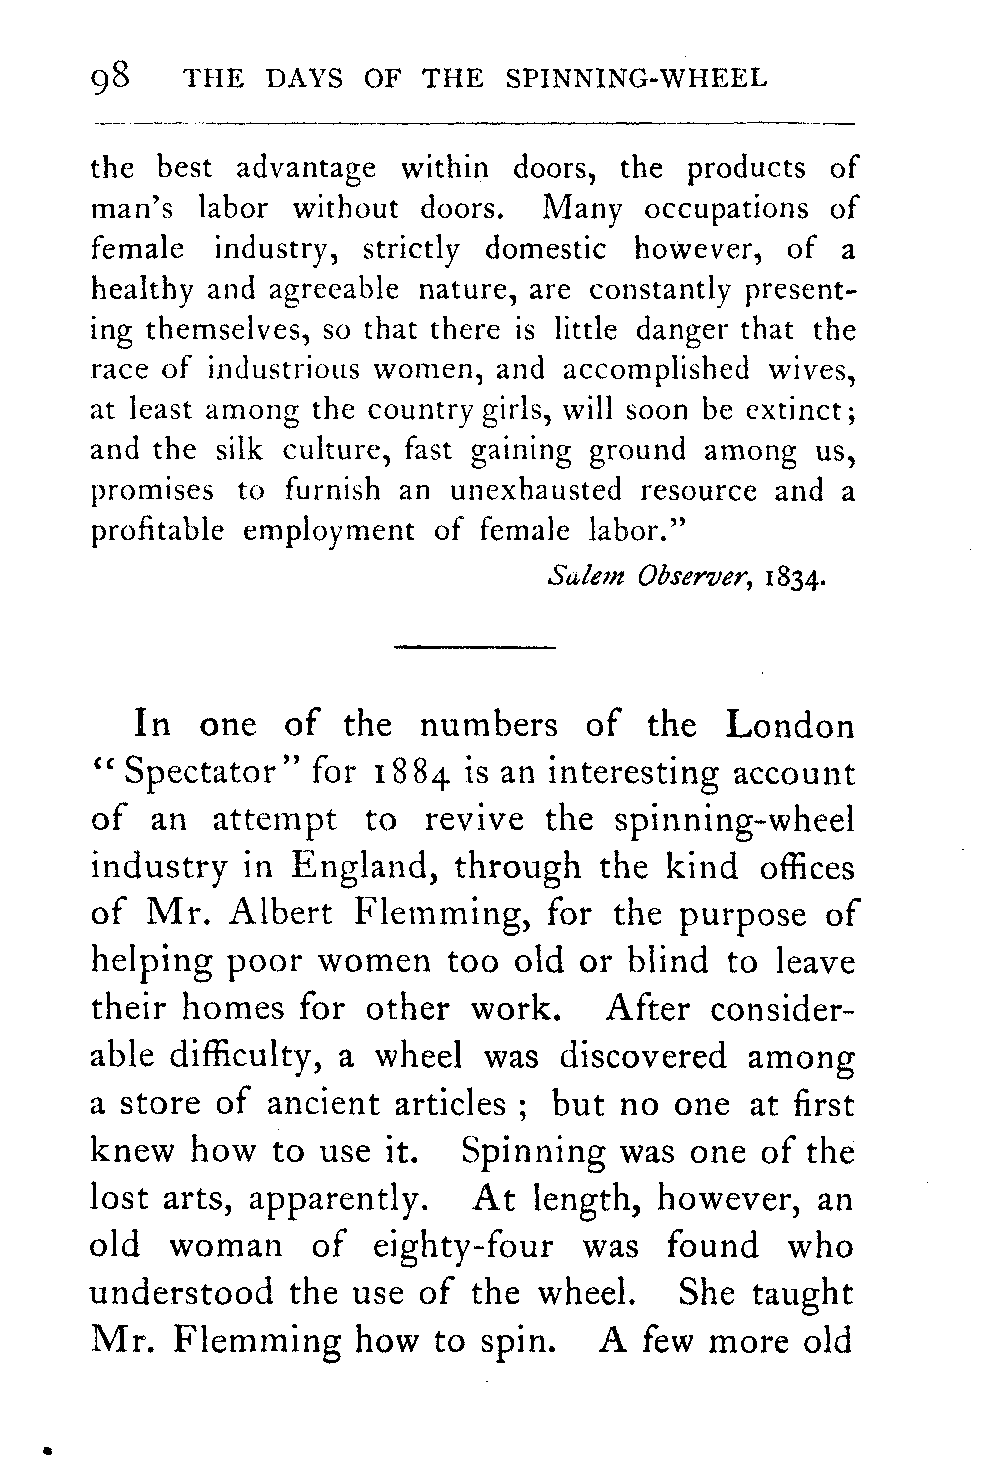 98 THE DAYS OF THE SPINNING-WHEEL
the best advantage within doors, the products of
man's labor without doors. Many occupations of
female industry, strictly domestic however, of a
healthy and agreeable nature, are constantly present-
ing themselves, so that there is little danger that the
race of industrious women, and accomplished wives,
at least among the country girls, will soon be extinct;
and the silk culture, fast gaining ground among us,
promises to furnish an unexhausted resource and a
profitable employment of female labor."
Salem Observer, 1834.
In one of the numbers of the London
"Spectator" for 1884 is an interesting account
of an attempt to revive the spinning-wheel
industry in England, through the kind offices
of Mr. Albert Flemming, for the purpose of
helping poor women too old or blind to leave
their homes for other work. After consider-
able difficulty, a wheel was discovered among
a store of ancient articles; but no one at first
knew how to use it. Spinning was one of the
lost arts, apparently. At length, however, an
old woman of eighty-four was found who
understood the use of the wheel. She taught
Mr. Flemming how to spin. A few more old